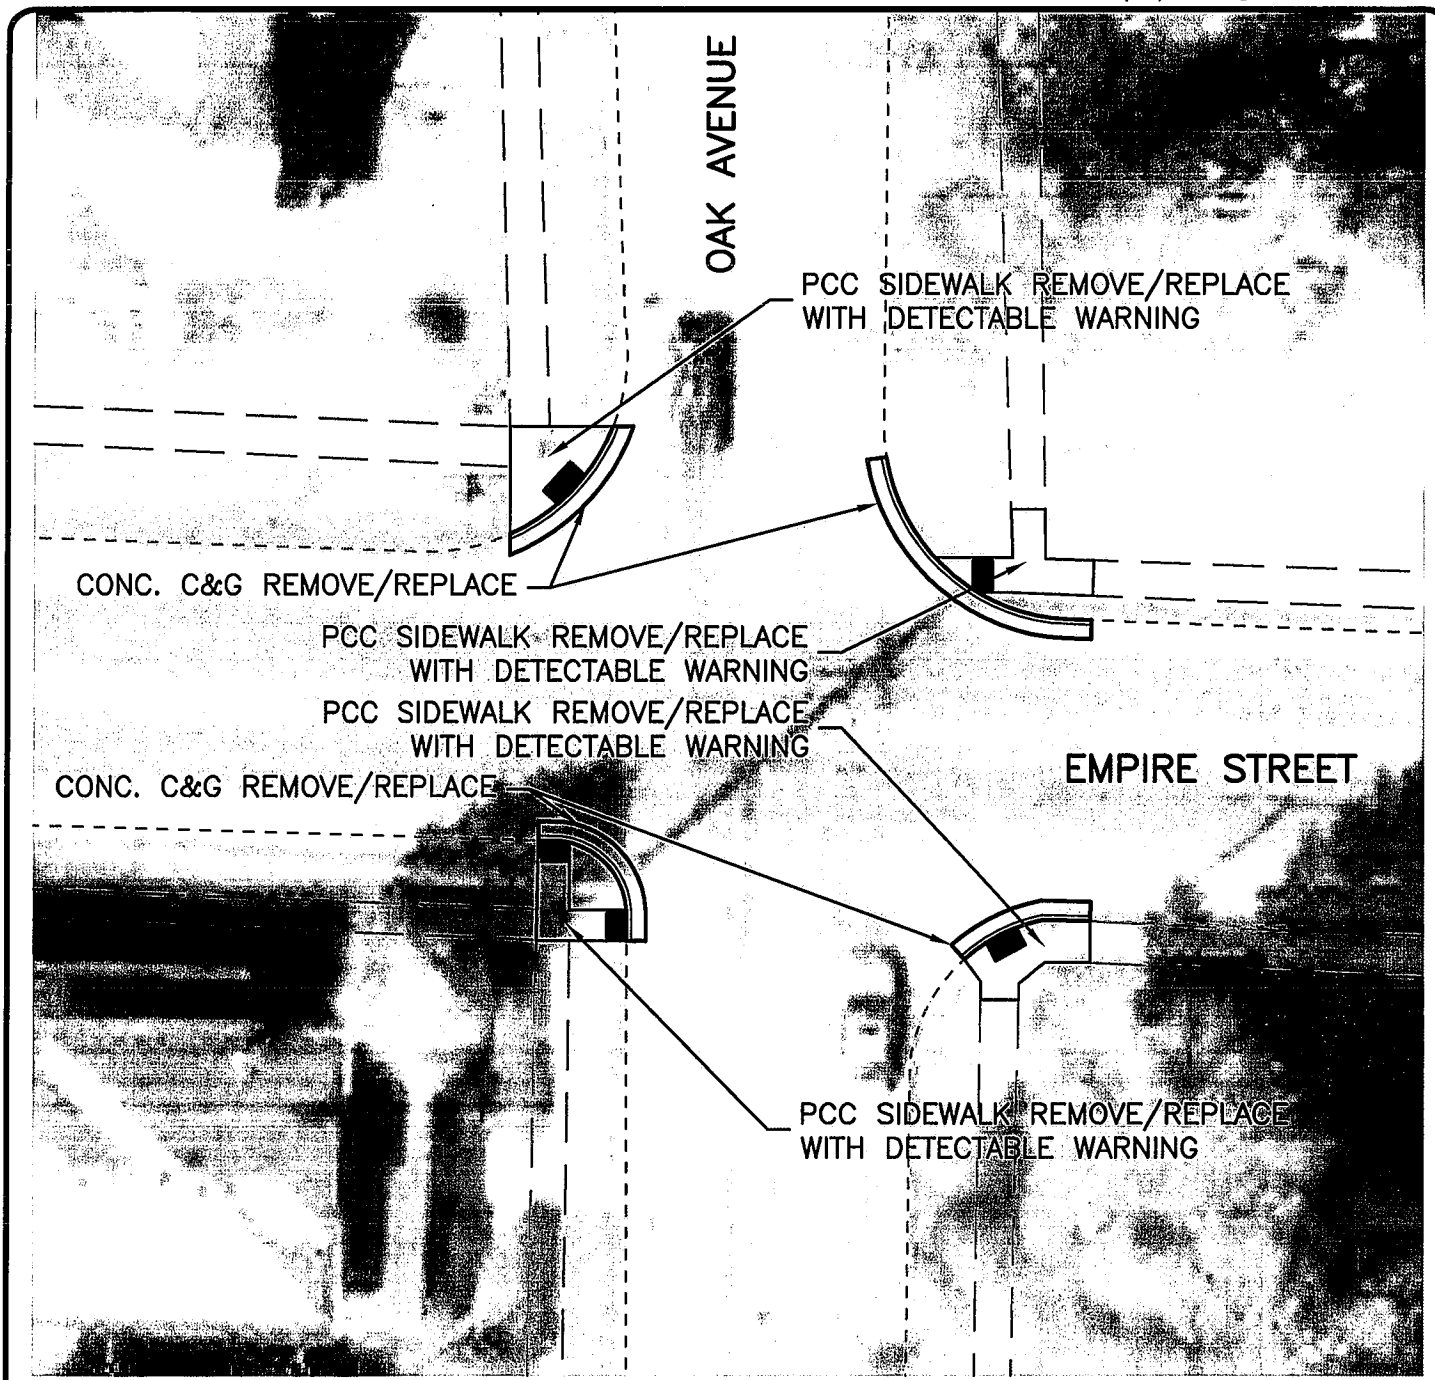 OAK AVENUE
PCC SIDEWALK REMOVE/REPLACE
WITH DETECTABLE WARNING
CONC. C&G REMOVE/REPLACE
PCC SIDEWALK REMOVE/REPLACE
WITH DETECTABLE WARNING
PCC SIDEWALK REMOVE/REPLACE
WITH DETECTABLE WARNING
EMPIRE STREET
CONC. C&G REMOVE/REPLACE
PCC SIDEWALK REMOVE/REPLACE
WITH DETECTABLE WARNING